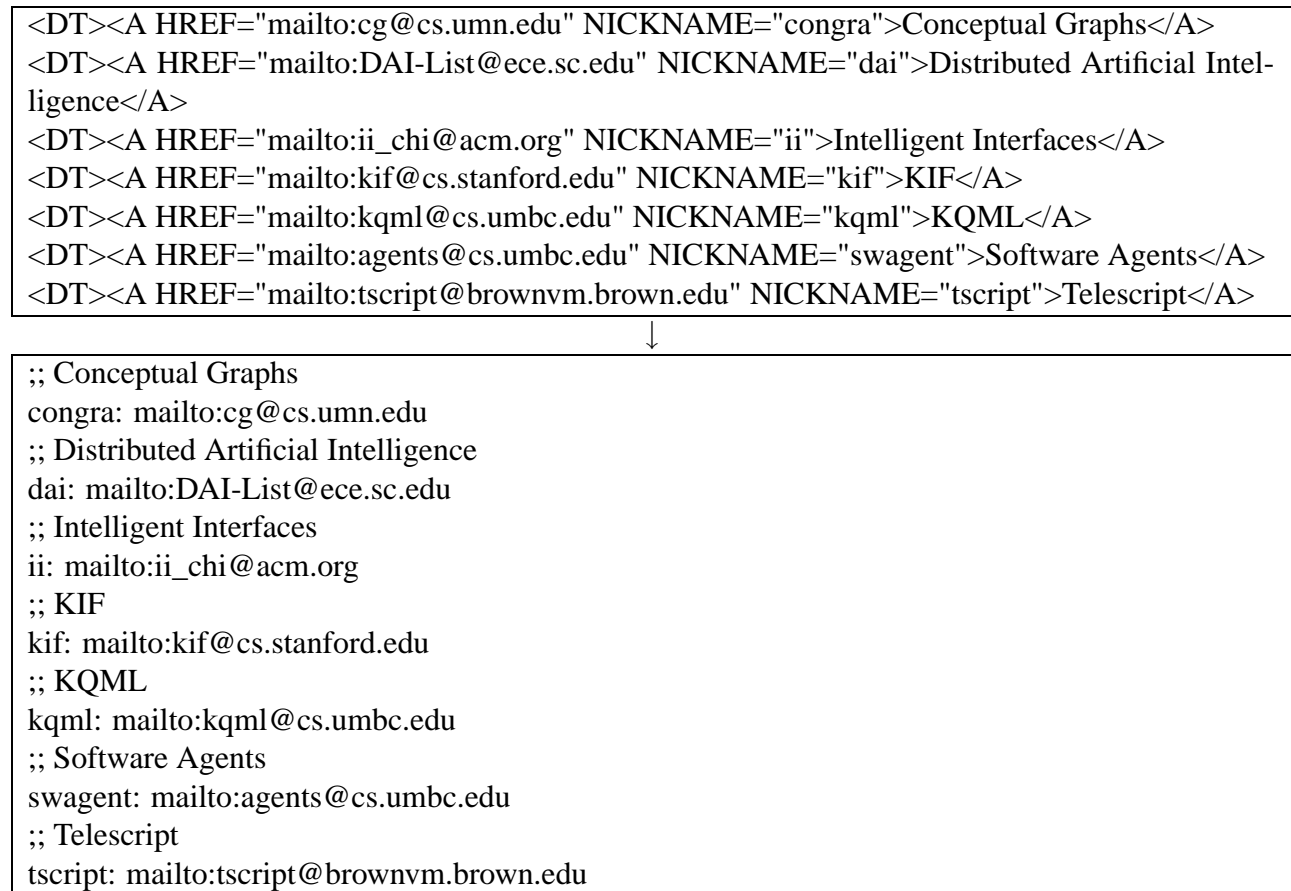 <DT><A HREF="mailto:cg@cs.umn.edu" NICKNAME="congra">Conceptual Graphs</A>
<DT><A HREF="mailto:DAI-List@ece.sc.edu" NICKNAME="dai">Distributed Artificial Intel-
ligence</A>
<DT><A HREF="mailto:ii_chi@acm.org" NICKNAME="ii">Intelligent Interfaces</A>
<DT><A HREF="mailto:kif@cs.stanford.edu" NICKNAME="kif">KIF</A>
<DT><A HREF="mailto:kqml@cs.umbc.edu" NICKNAME="kqml">KQML</A>
<DT><A HREF="mailto:agents@cs.umbc.edu" NICKNAME="swagent">Software Agents</A>
<DT><A HREF="mailto:tscript@brownvm.brown.edu" NICKNAME="tscript">Telescript</A>
↓
;; Conceptual Graphs
congra: mailto:cg@cs.umn.edu
;; Distributed Artificial Intelligence
dai: mailto:DAI-List@ece.sc.edu
;; Intelligent Interfaces
ii: mailto:ii_chi@acm.org
;; KIF
kif: mailto:kif@cs.stanford.edu
;; KQML
kqml: mailto:kqml@cs.umbc.edu
;; Software Agents
swagent: mailto:agents@cs.umbc.edu
;; Telescript
tscript: mailto:tscript@brownvm.brown.edu